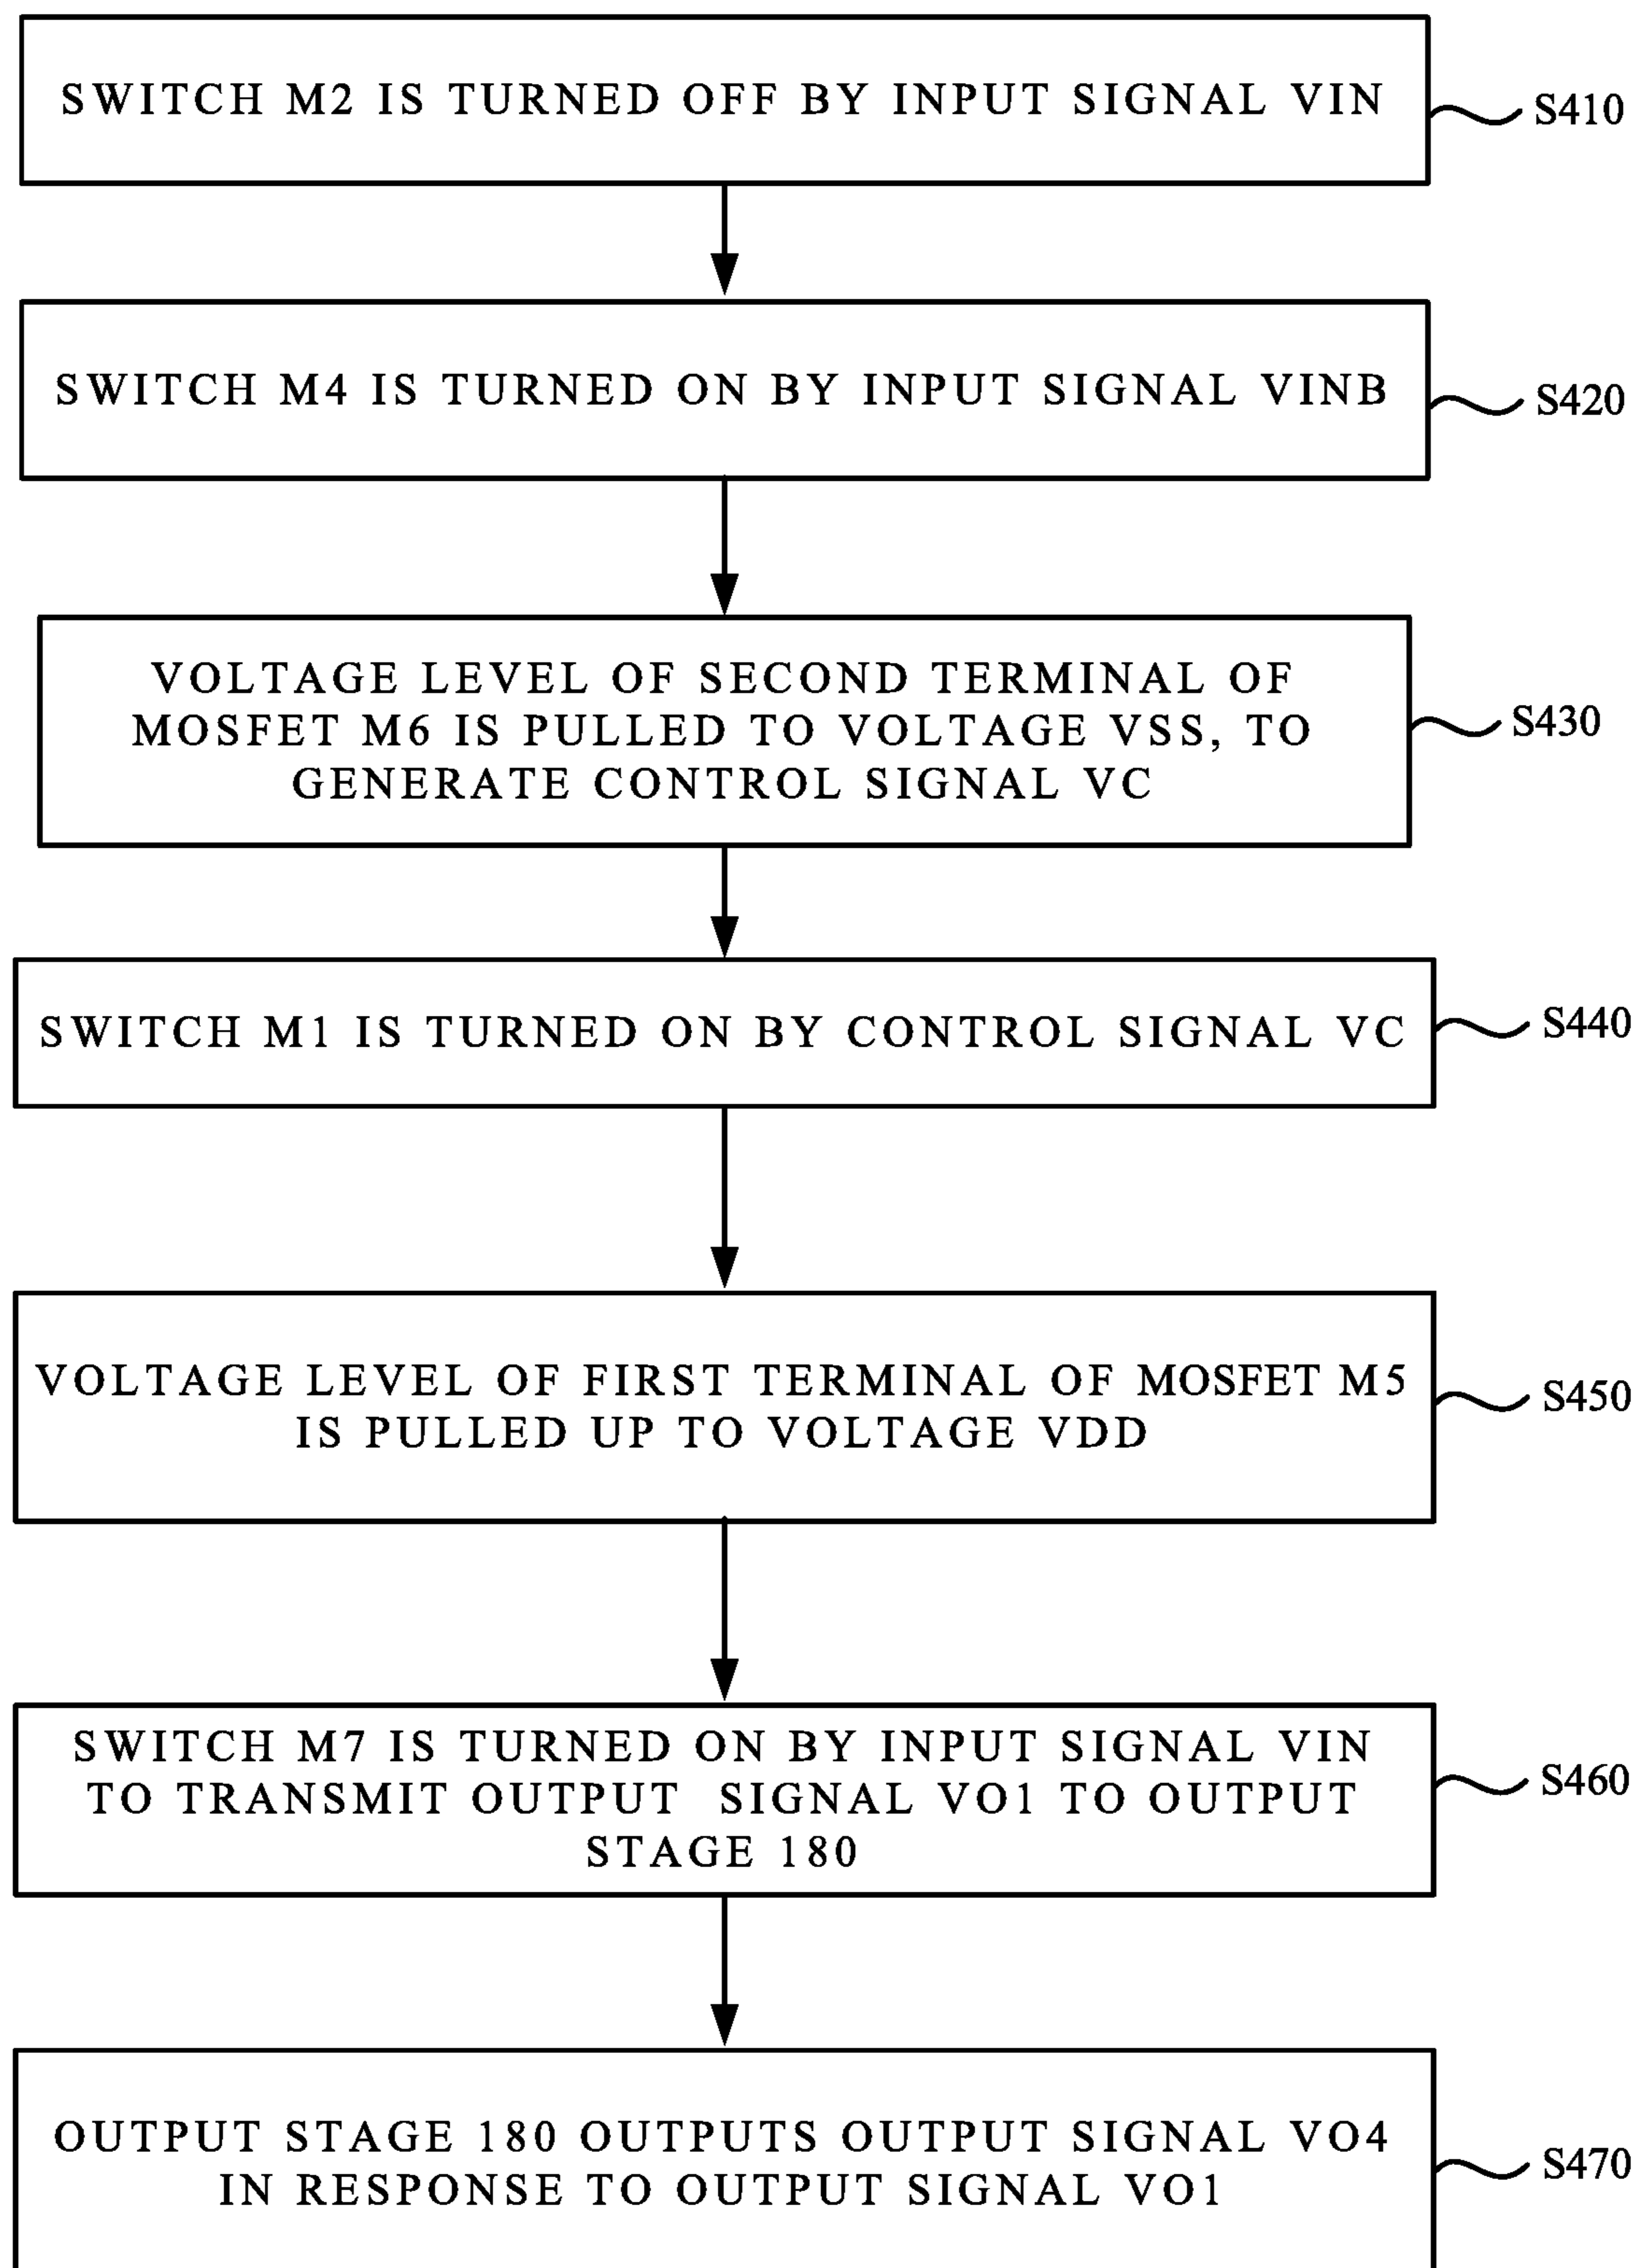 SWITCH M2 IS TURNED OFF BY INPUT SIGNAL VIN
S410
SWITCH M4 IS TURNED ON BY INPUT SIGNAL VINB
S420
VOLTAGE LEVEL OF SECOND TERMINAL OF
MOSFET M6 IS PULLED TO VOLTAGE VSS, TO
GENERATE CONTROL SIGNAL VC
S430
SWITCH M1 IS TURNED ON BY CONTROL SIGNAL VC
S440
VOLTAGE LEVEL OF FIRST TERMINAL OF MOSFET M5
IS PULLED UP TO VOLTAGE VDD
S450
SWITCH M7 IS TURNED ON BY INPUT SIGNAL VIN
TO TRANSMIT OUTPUT SIGNAL VO1 TO OUTPUT
STAGE 180
S460
OUTPUT STAGE 180 OUTPUTS OUTPUT SIGNAL VO4
IN RESPONSE TO OUTPUT SIGNAL VO1
S470